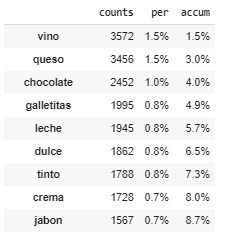 counts per accum
vino 3572 1.5% 1.5%
queso 3456 1.5% 3.0%
chocolate 2452 1.0% 4.0%
galletitas 1995 0.8% 4.9%
leche 1945 0.8% 5.7%
dulce 1862 0.8% 6.5%
tinto 1788 0.8% 7.3%
crema 1728 0.7% 8.0%
jabon 1567 0.7% 8.7%